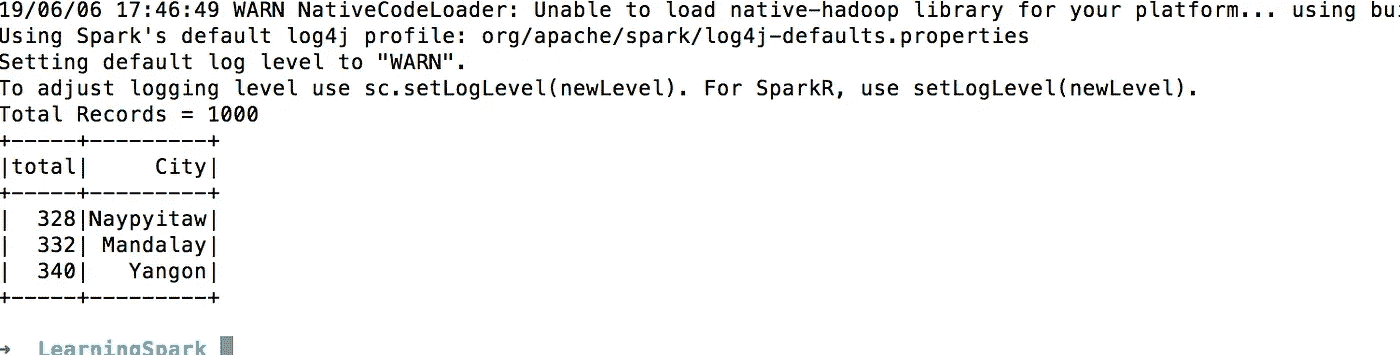 19/06/06 17:46:49 WARN NativeCodeLoader: Unable to load native-hadoop library for your platform... using
Using Spark's default log4j profile: org/apache/spark/log4j-defaults.properties
Setting default log level to "WARN".
To adjust logging level use sc.setLogLevel(newLevel). For SparkR, use setLogLevel(newLevel).
Total Records = 1000
+-----+---------+
|total|     City|
+-----+---------+
|  328|Naypyitaw|
|  332| Mandalay|
|  340|   Yangon|
+-----+---------+
→  LearningSpark